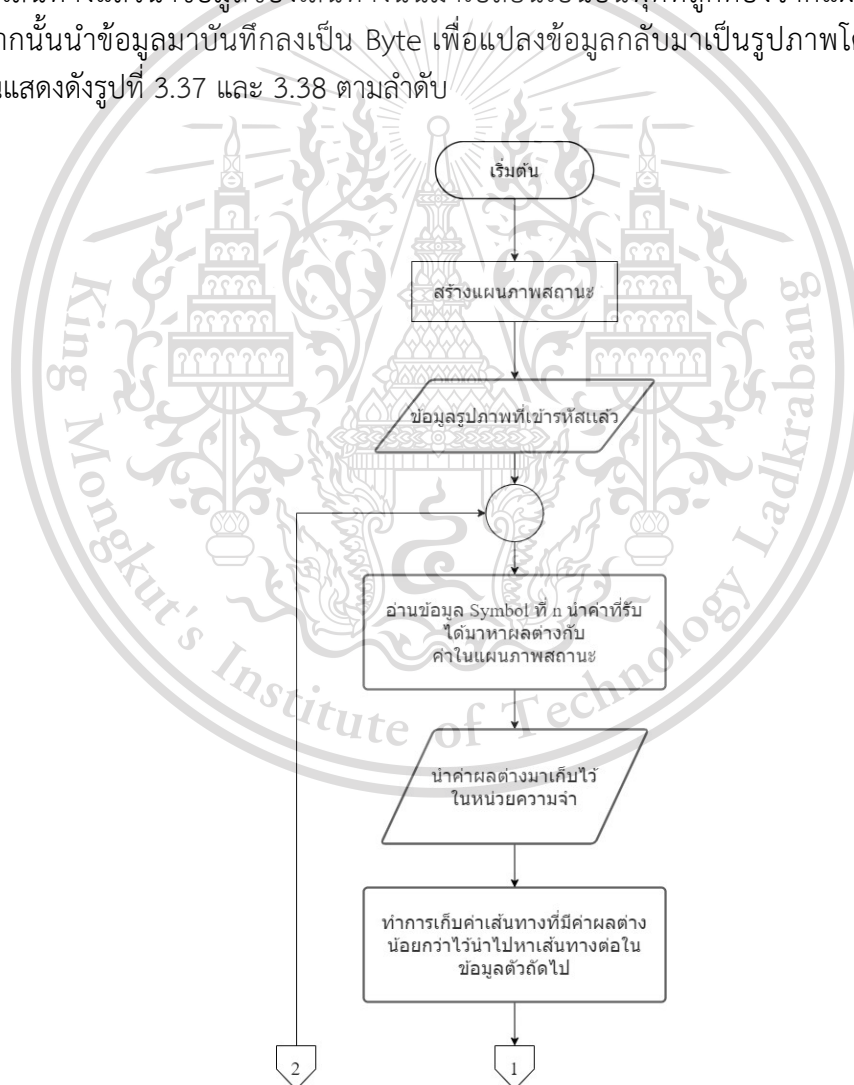 ากนั้นนำข้อมูลมาบันทึกลงเป็น Byte เพื่อแปลงข้อมูลกลับมาเป็นรูปภาพโด
แสดงดังรูปที่ 3.37 และ 3.38 ตามลำดับ
เริ่มต้น
สร้างแผนภาพสถานะ
ข้อมูลรูปภาพที่เข้ารหัสแล้ว
อ่านข้อมูล Symbol ที่ n นำค่าที่รับ
ได้มาหาผลต่างกับ
ค่าในแผนภาพสถานะ
นำค่าผลต่างมาเก็บไว้
ในหน่วยความจำ
ทำการเก็บค่าเส้นทางที่มีค่าผลต่าง
น้อยกว่าไว้นำไปหาเส้นทางต่อใน
ข้อมูลตัวถัดไป
2
1
King Mongkut's Institute of Technology Ladkrabang